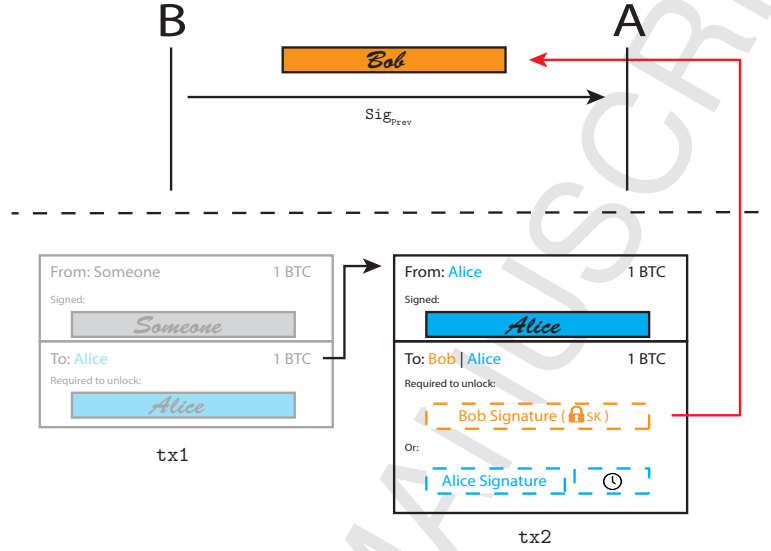 B
A
Bob
Sig_Prev
From: Someone 1 BTC
Signed:
Someone
To: Alice 1 BTC
Required to unlock:
Alice
tx1
From: Alice 1 BTC
Signed:
Alice
To: Bob | Alice 1 BTC
Required to unlock:
Bob Signature ( SK )
Or:
Alice Signature
tx2